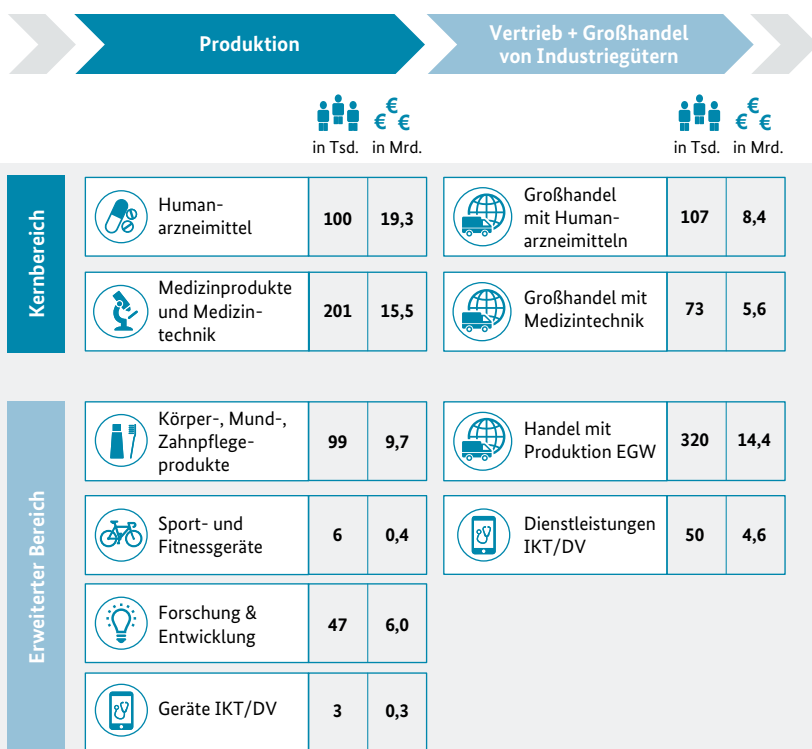 Produktion
Vertrieb + Großhandel
von Industriegütern
€ € €
in Tsd. in Mrd.
€ € €
in Tsd. in Mrd.
Kernbereich
Human-
arzneimittel
100 19,3
Großhandel
mit Human-
arzneimitteln
107 8,4
Medizinprodukte
und Medizin-
technik
201 15,5
Großhandel mit
Medizintechnik
73 5,6
Erweiterter Bereich
Körper-, Mund-,
Zahnpflege-
produkte
99 9,7
Handel mit
Produktion EGW
320 14,4
Sport- und
Fitnessgeräte
6 0,4
Dienstleistungen
IKT/DV
50 4,6
Forschung &
Entwicklung
47 6,0
Geräte IKT/DV
3 0,3